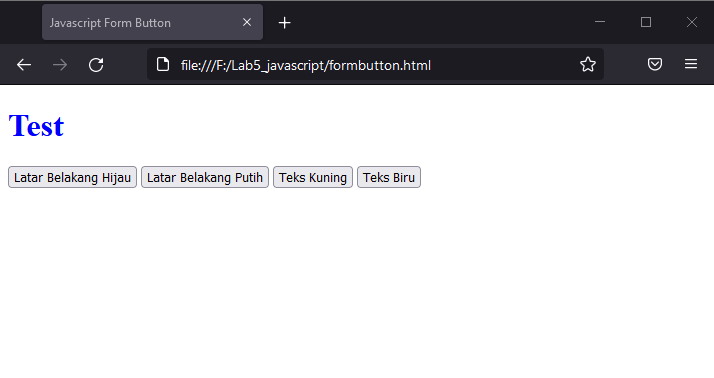 Javascript Form Button
file:///F:/Lab5_javascript/formbutton.html
Test
Latar Belakang Hijau Latar Belakang Putih Teks Kuning Teks Biru